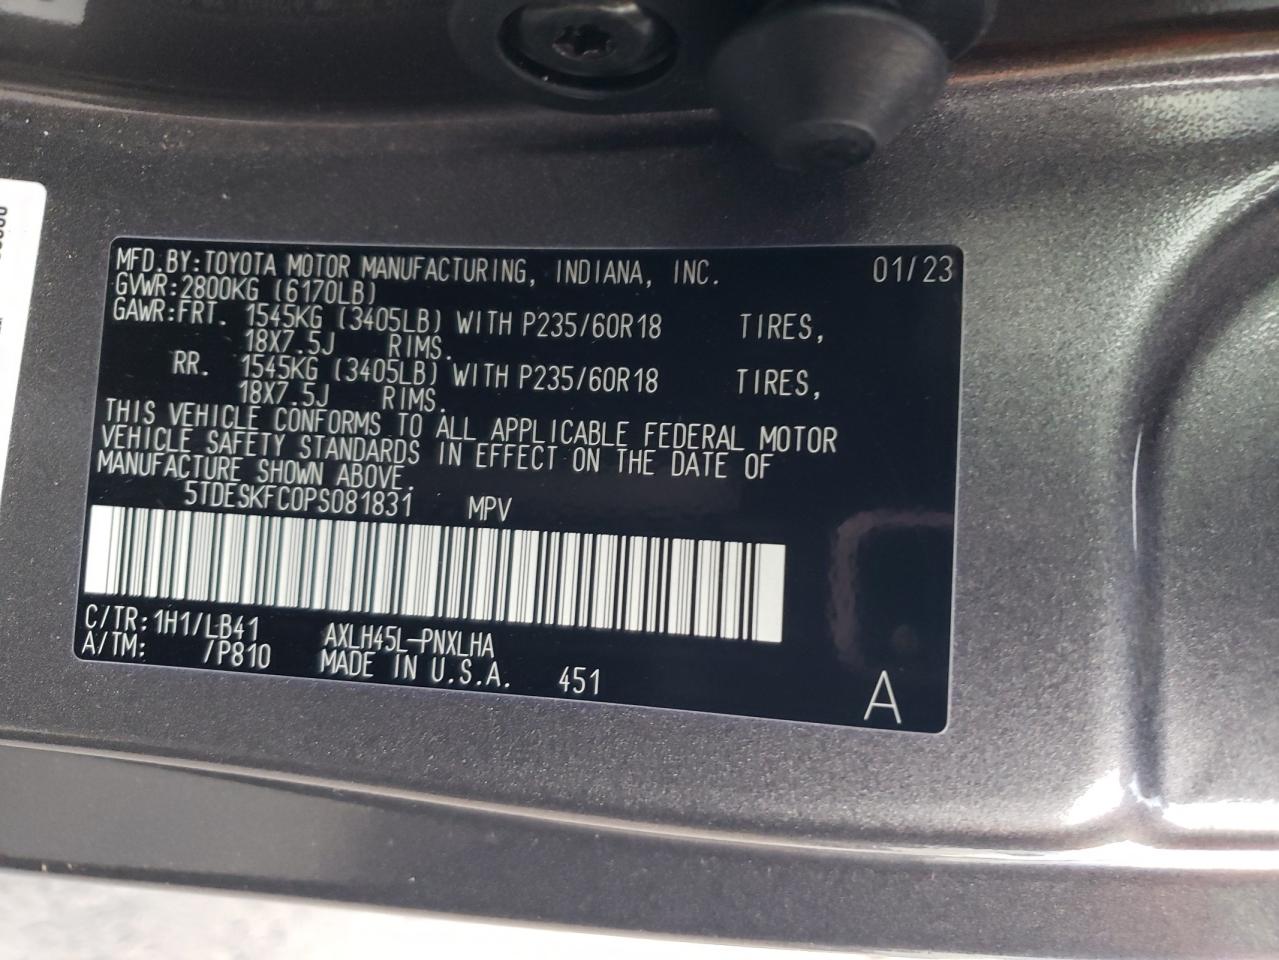 MFD.BY:TOYOTA MOTOR MANUFACTURING, INDIANA, INC. 01/23
GVWR:2800KG (6170LB)
GAWR:FRT. 1545KG (3405LB) WITH P235/60R18 TIRES,
18X7.5J RIMS.
RR. 1545KG (3405LB) WITH P235/60R18 TIRES,
18X7.5J RIMS.
THIS VEHICLE CONFORMS TO ALL APPLICABLE FEDERAL MOTOR
VEHICLE SAFETY STANDARDS IN EFFECT ON THE DATE OF
MANUFACTURE SHOWN ABOVE.
5TDESKFC0PS081831 MPV
C/TR:1H1/LB41 AXLH45L-PNXLHA
A/TM: /P810 MADE IN U.S.A. 451 A